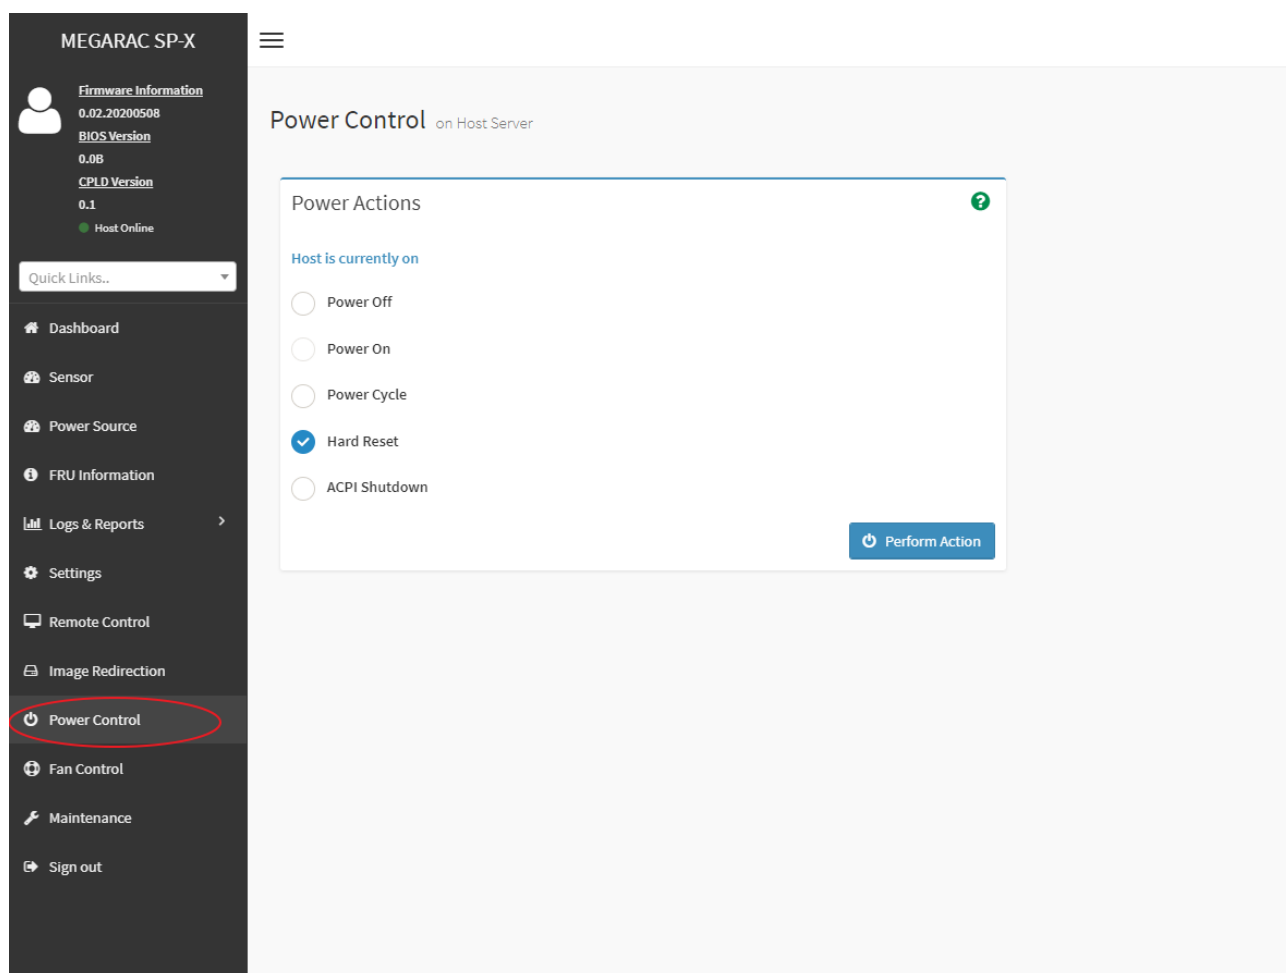 MEGARAC SP-X
Firmware Information
0.02.20200508
BIOS Version
0.0B
CPLD Version
0.1
Host Online
Quick Links..
Dashboard
Sensor
Power Source
FRU Information
Logs & Reports
Settings
Remote Control
Image Redirection
Power Control
Fan Control
Maintenance
Sign out
Power Control on Host Server
Power Actions
Host is currently on
Power Off
Power On
Power Cycle
Hard Reset
ACPI Shutdown
Perform Action